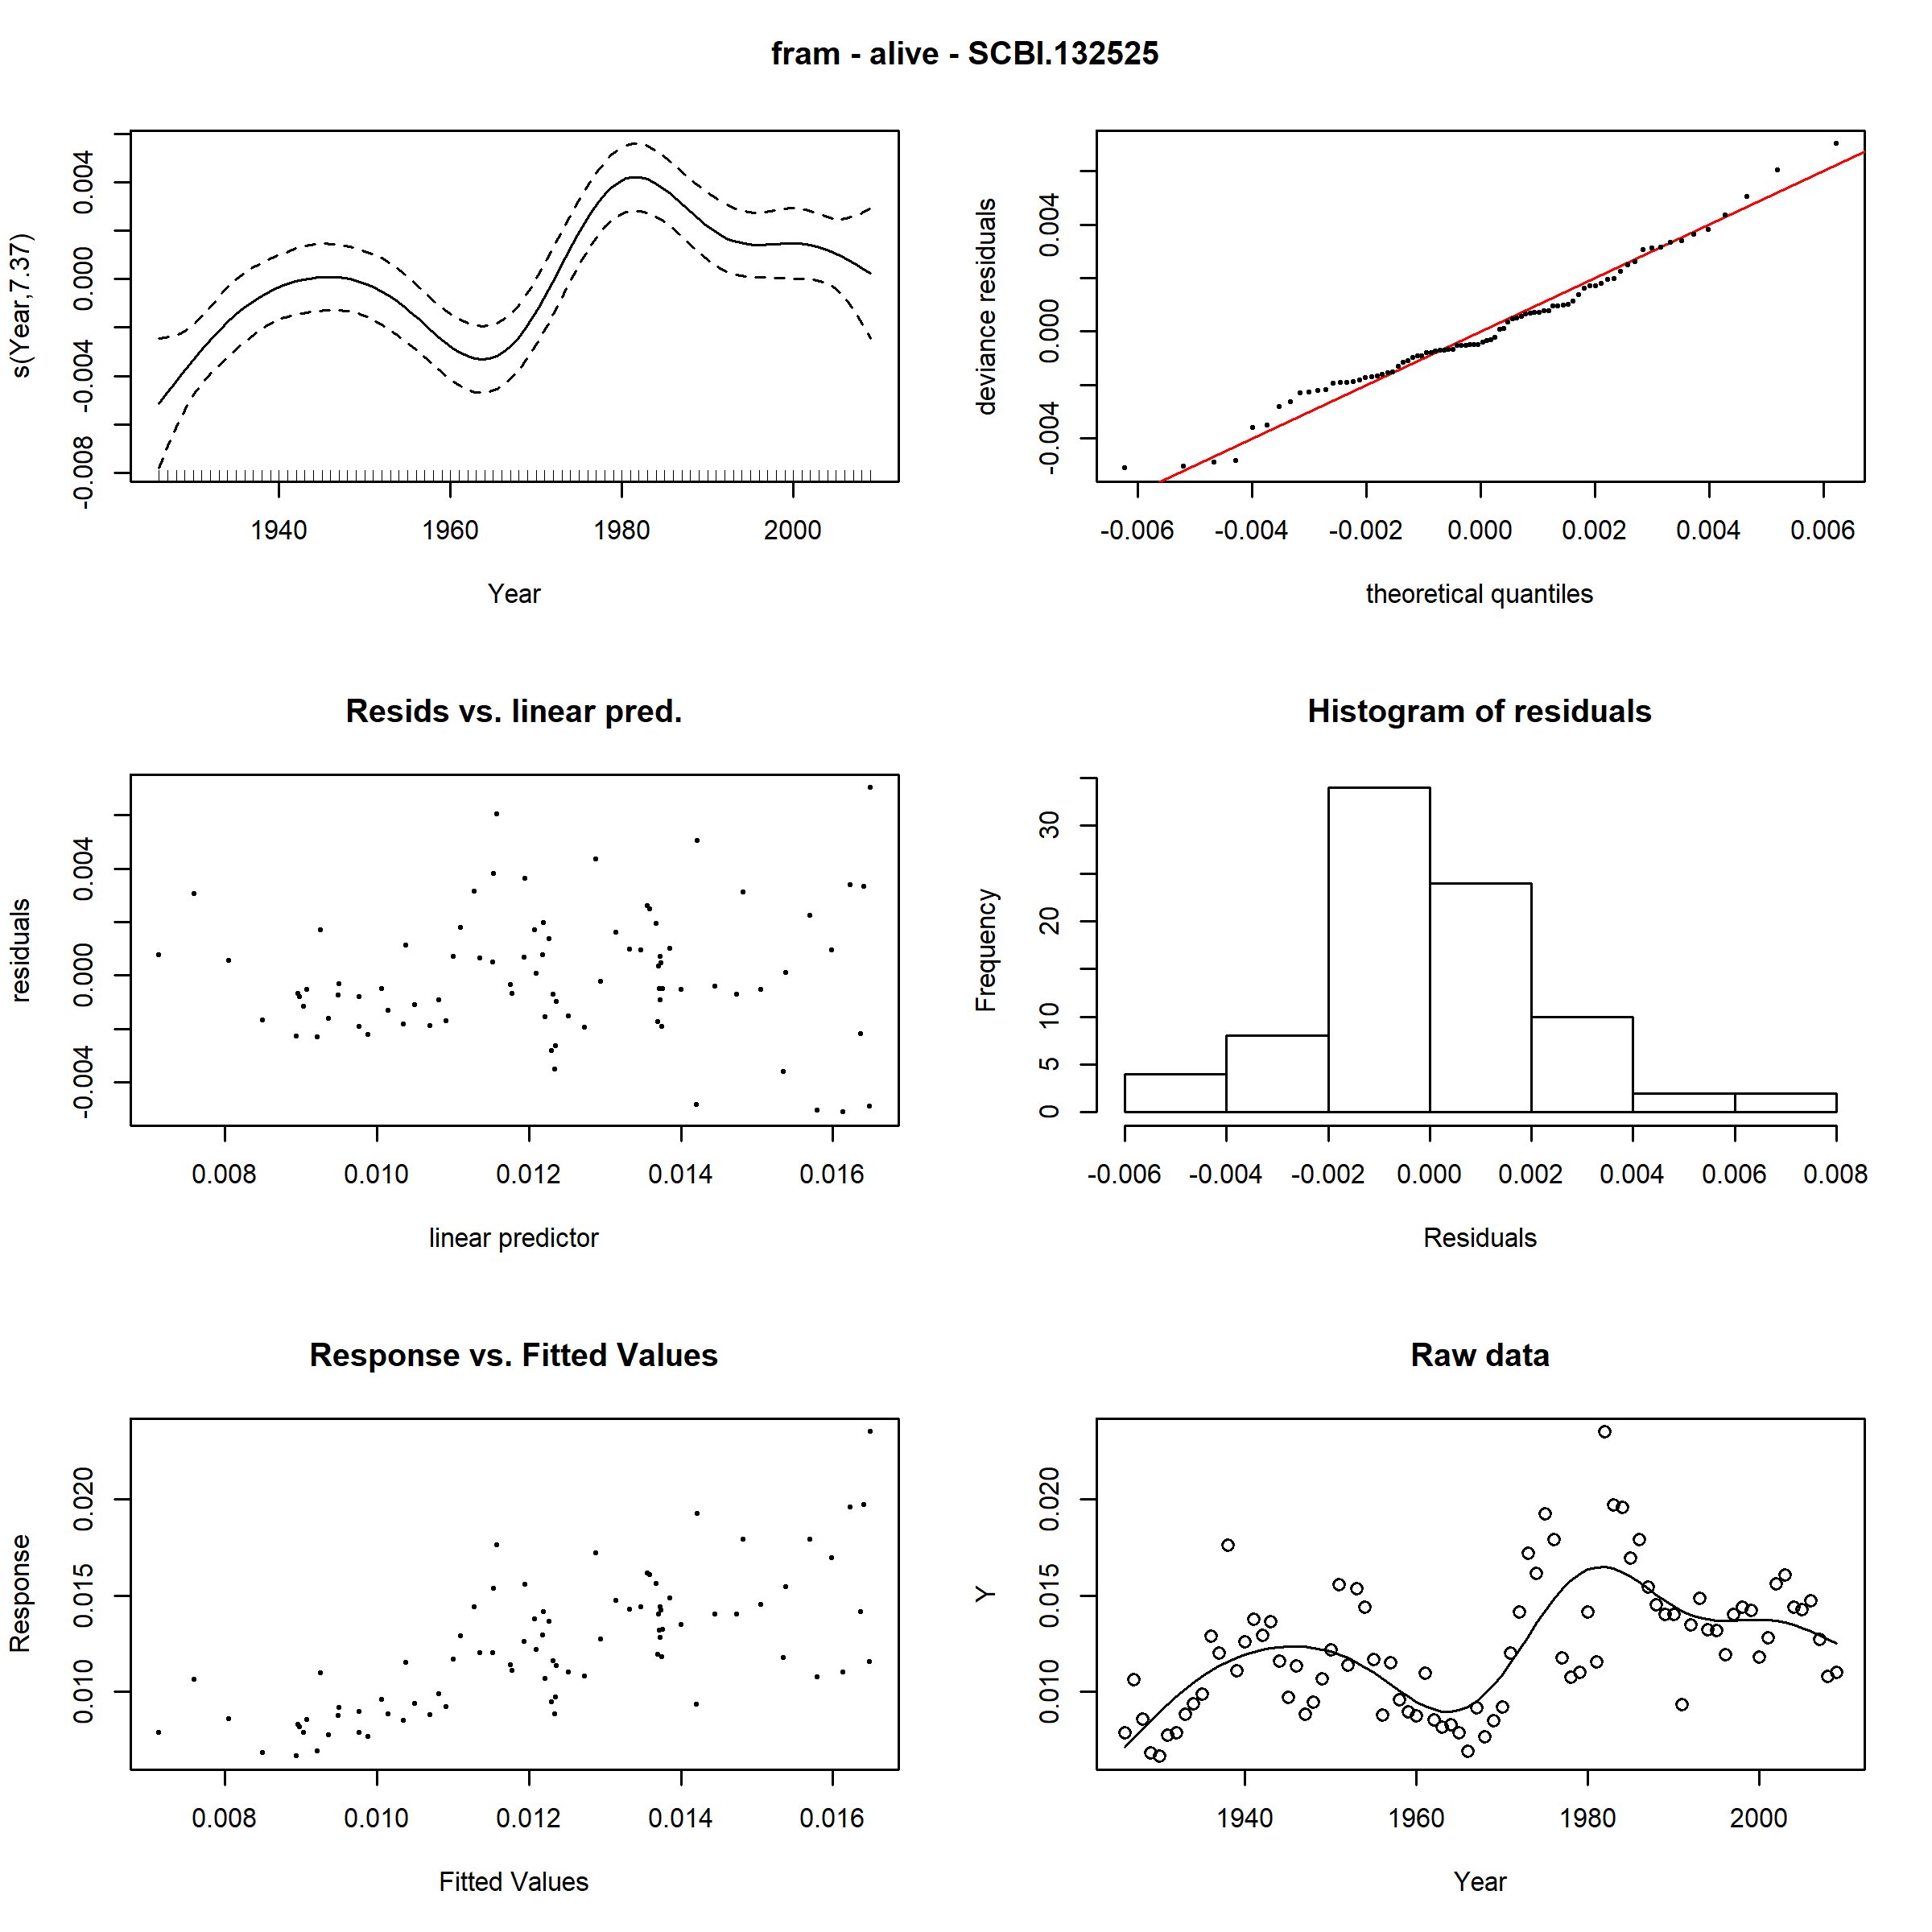 fram - alive - SCBI.132525
s(Year,7.37)
-0.008 -0.004 0.000 0.004
1940 1960 1980 2000
Year
deviance residuals
-0.004 0.000 0.004
-0.006 -0.004 -0.002 0.000 0.002 0.004 0.006
theoretical quantiles
Resids vs. linear pred.
residuals
-0.004 0.000 0.004
0.008 0.010 0.012 0.014 0.016
linear predictor
Histogram of residuals
Frequency
0 5 10 20 30
-0.006 -0.004 -0.002 0.000 0.002 0.004 0.006 0.008
Residuals
Response vs. Fitted Values
Response
0.010 0.015 0.020
0.008 0.010 0.012 0.014 0.016
Fitted Values
Raw data
Y
0.010 0.015 0.020
1940 1960 1980 2000
Year